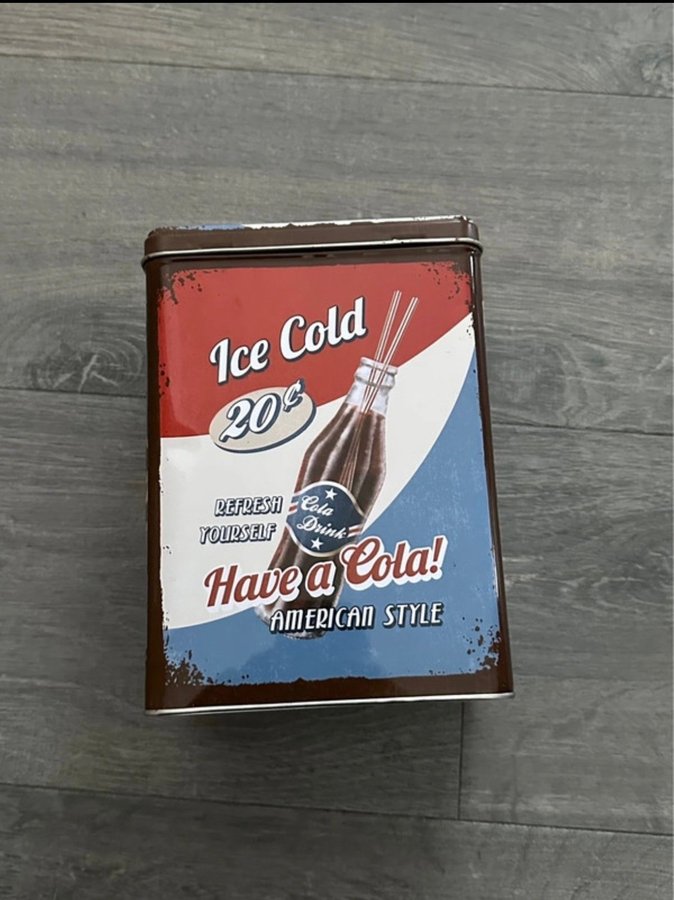 Ice Cold
20¢
REFRESH
YOURSELF
Cola
Drink
Have a Cola!
AMERICAN STYLE